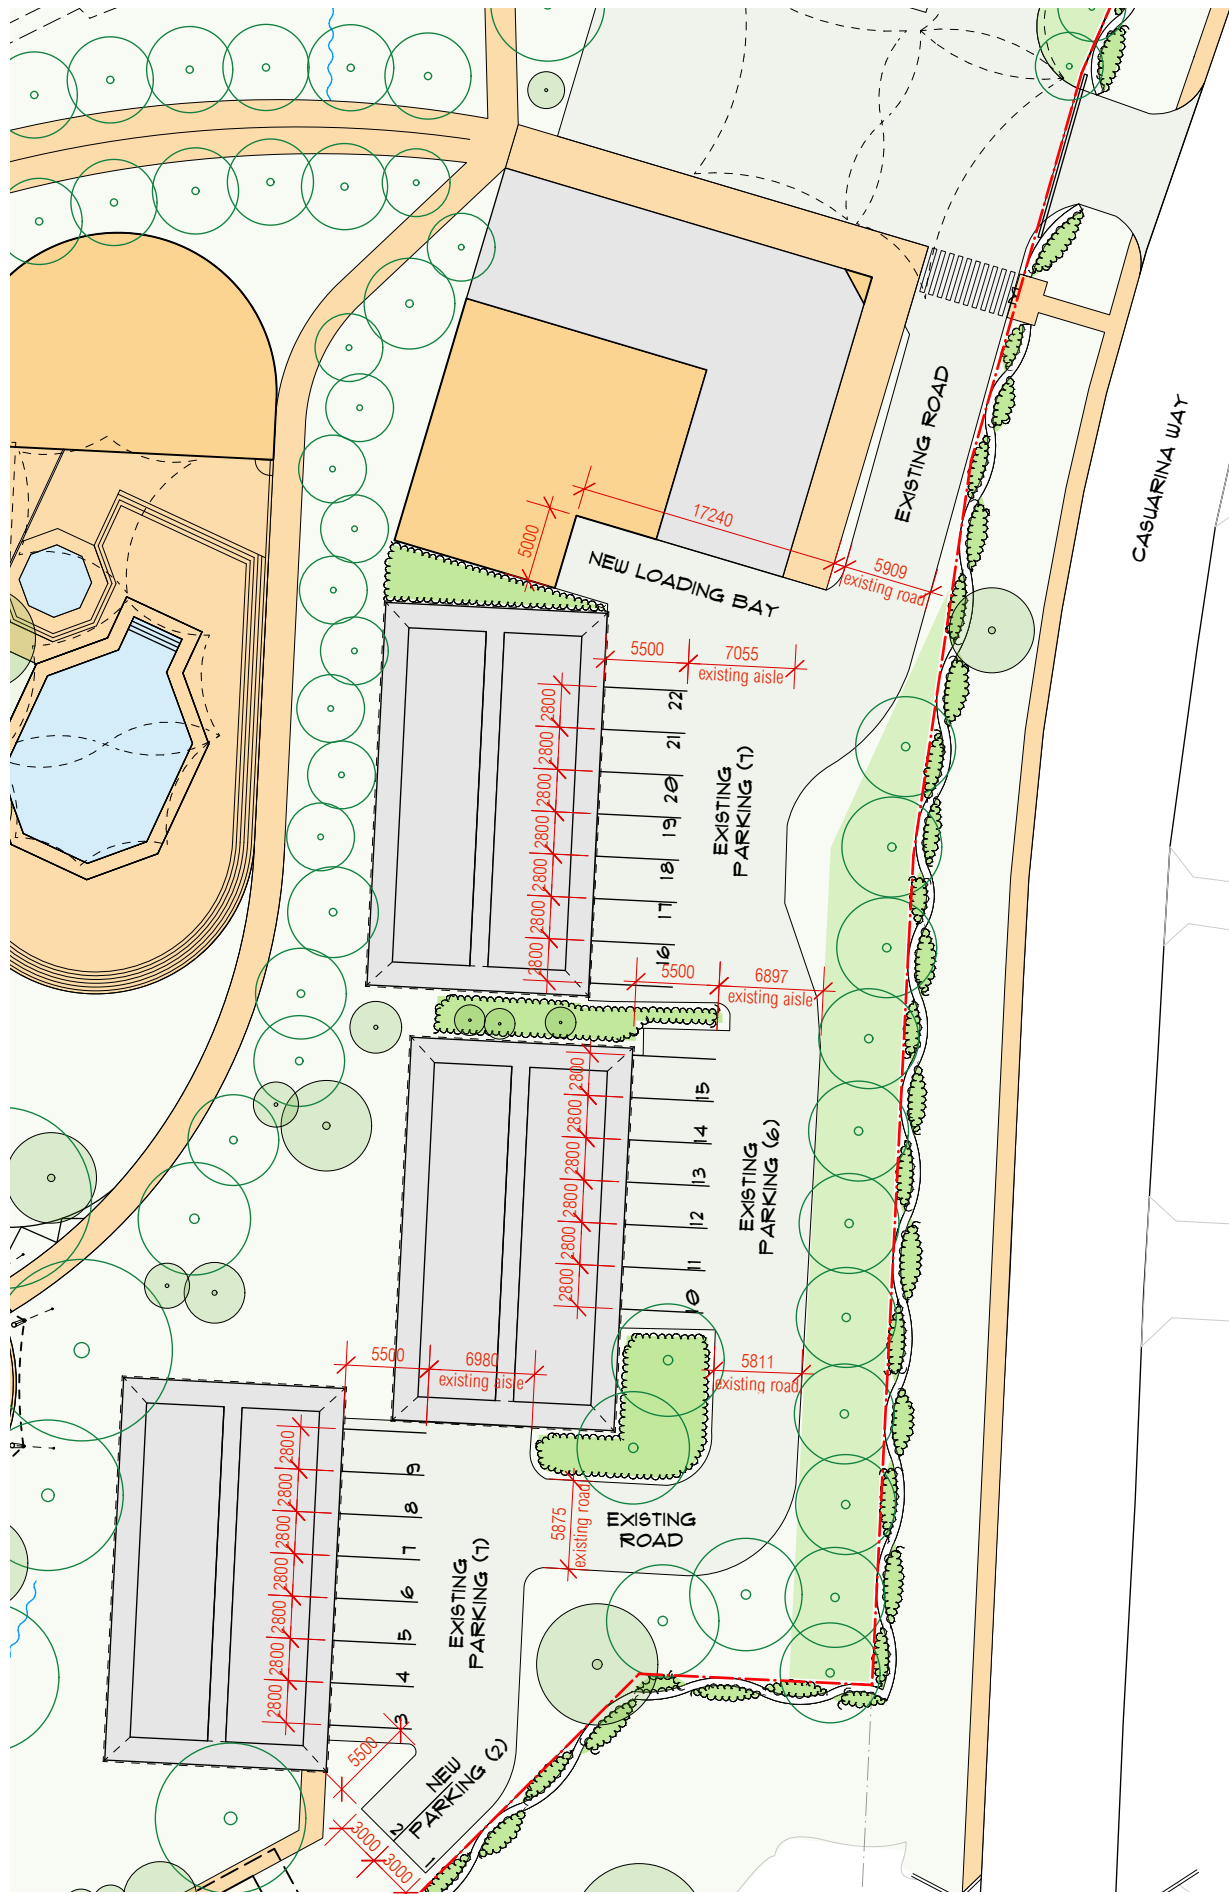 EXISTING ROAD
CASUARINA WAY
17240
5000
5909
existing road
NEW LOADING BAY
5500
7055
existing aisle
2800
2800
2800
2800
2800
2800
2800
22
21
20
19
18
17
16
EXISTING
PARKING (7)
5500
6897
existing aisle
2800
2800
2800
2800
2800
2800
15
14
13
12
11
10
EXISTING
PARKING (6)
5500
6980
existing aisle
5811
existing road
5875
existing road
EXISTING
ROAD
2800
2800
2800
2800
2800
2800
2800
9
8
7
6
5
4
3
EXISTING
PARKING (7)
5500
NEW
PARKING (2)
2
1
3000
3000